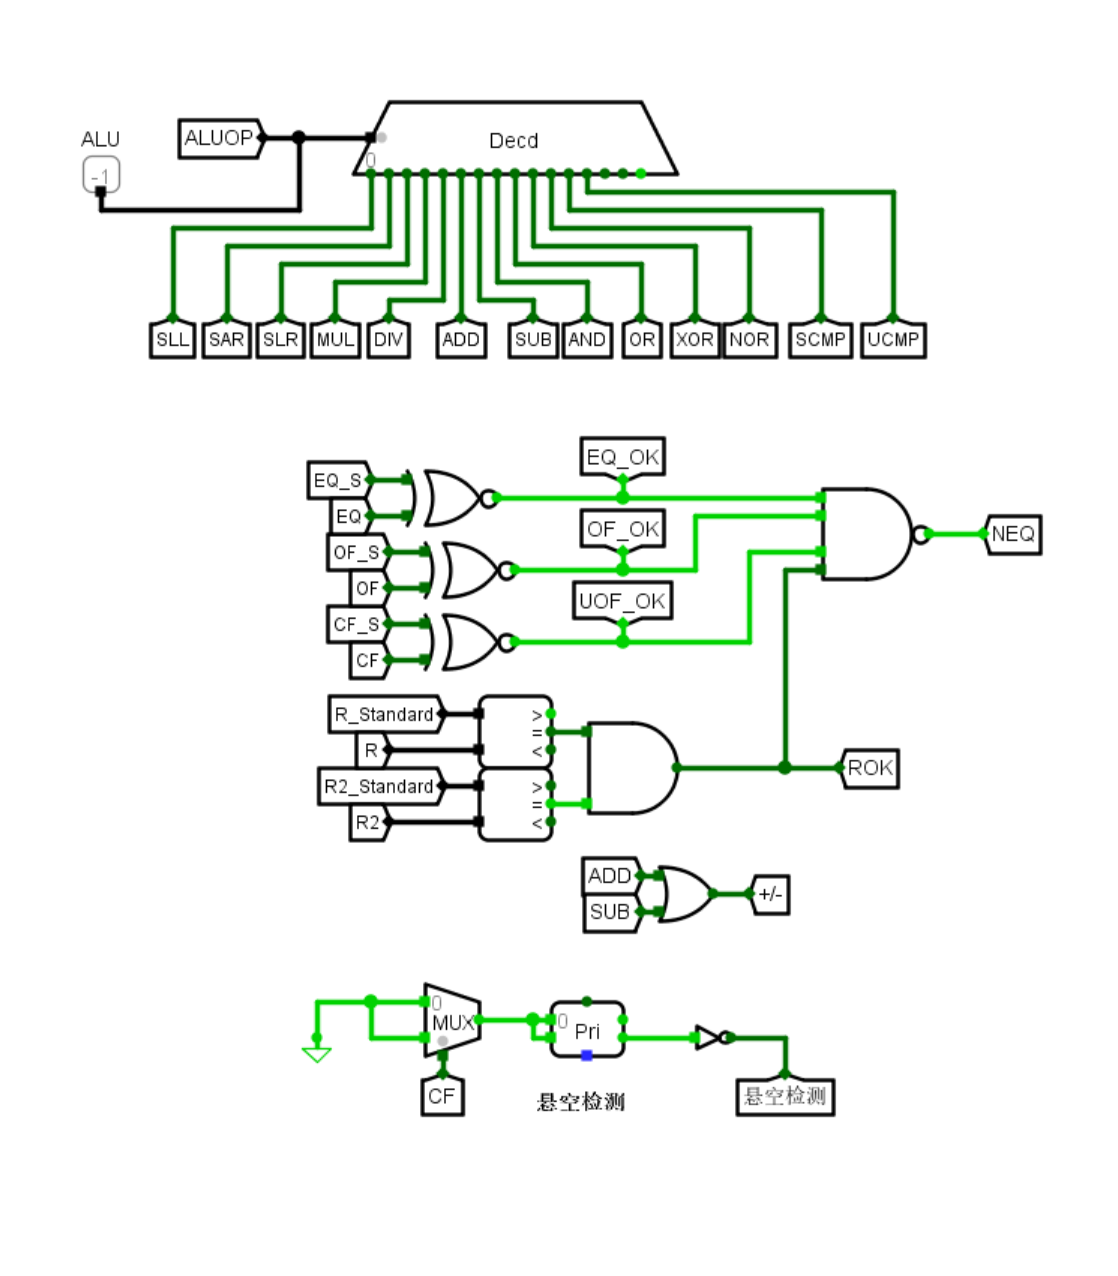 Decd
ALUOP
ALU
0
-1
SLL SAR SLR MUL DIV ADD SUB AND OR XOR NOR SCMP UCMP
EQ_OK
EQ_S
EQ
OF_OK
NEQ
OF_S
OF
UOF_OK
CF_S
CF
R_Standard
>
=
R
<
ROK
R2_Standard
>
=
R2
<
ADD
+/-
SUB
0
MUX
0
Pri
CF
悬空检测
悬空检测